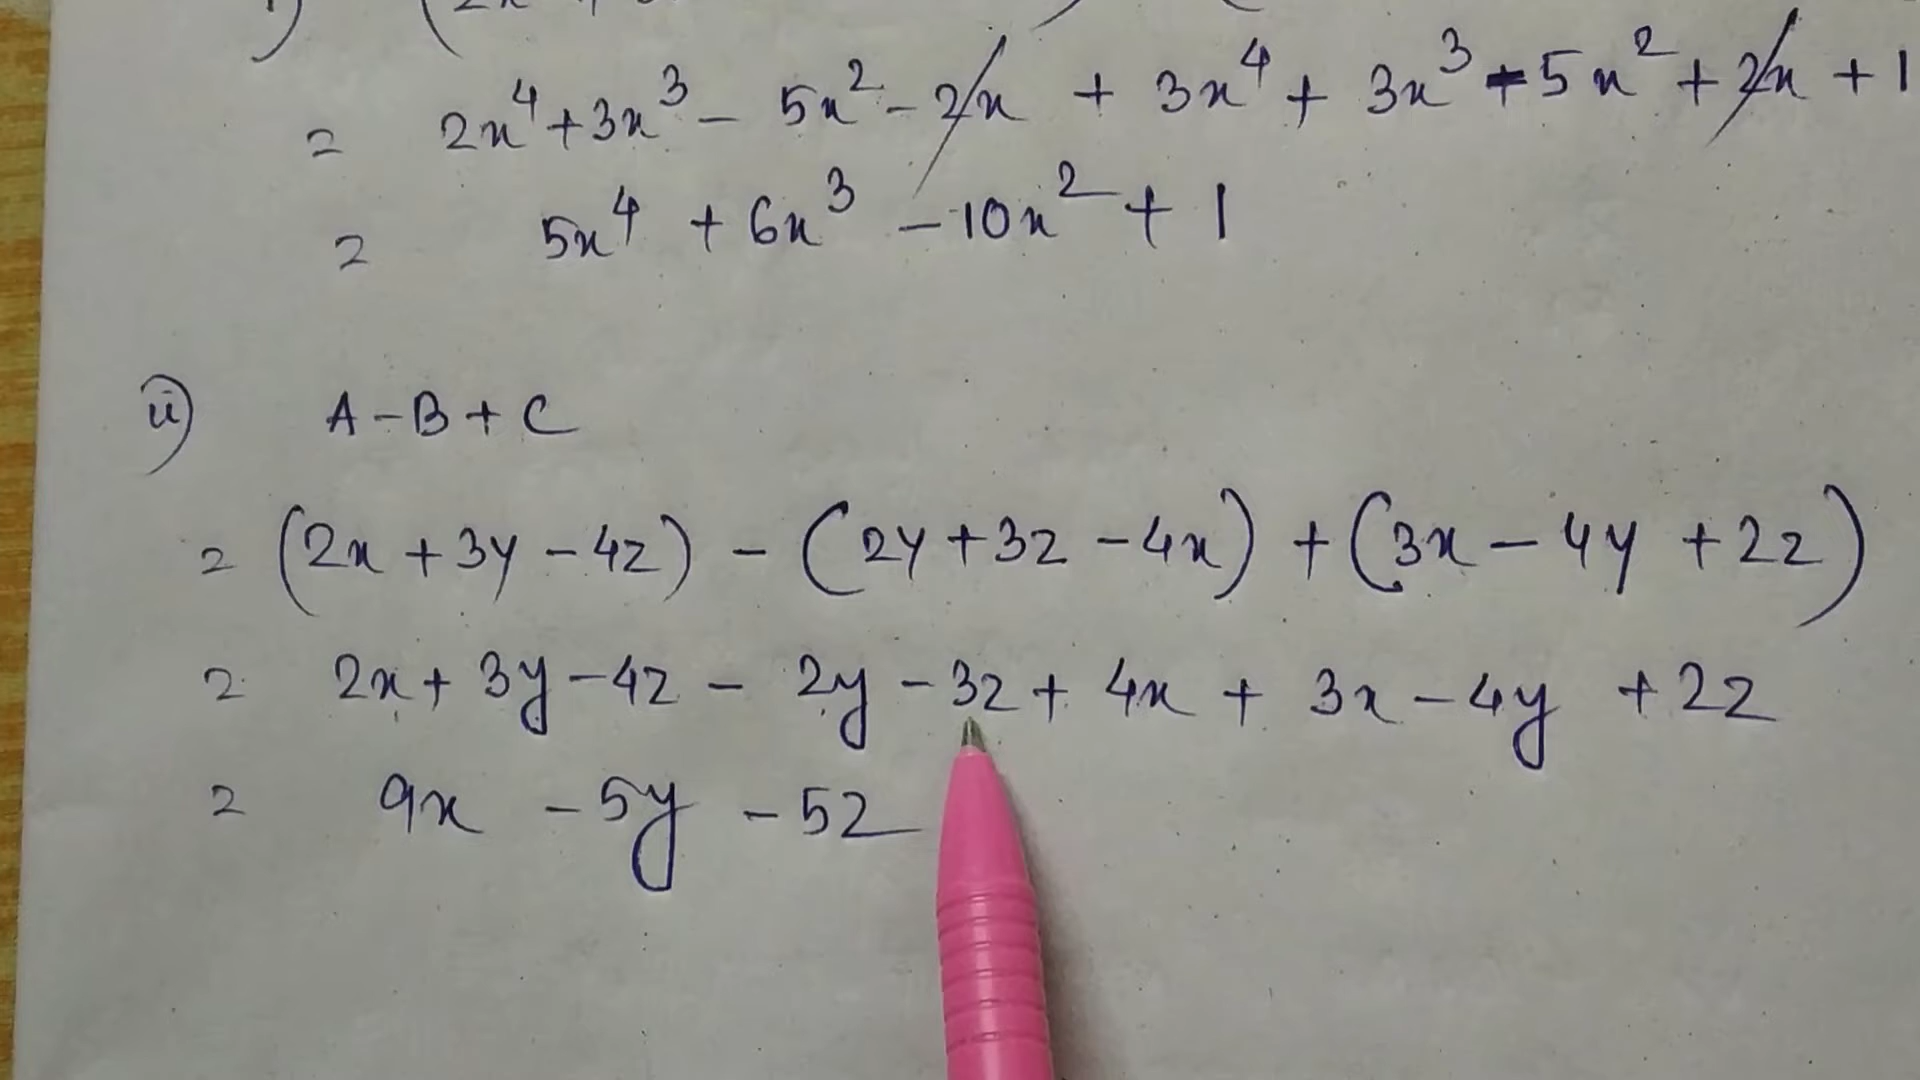 = 2x⁴ + 3x³ - 5x² - 2x + 3x⁴ + 3x³ - 5x² + 2x + 1
= 5x⁴ + 6x³ - 10x² + 1
ii) A - B + C
= (2x + 3y - 4z) - (2y + 3z - 4x) + (3x - 4y + 2z)
= 2x + 3y - 4z - 2y - 3z + 4x + 3x - 4y + 2z
= 9x - 5y - 5z